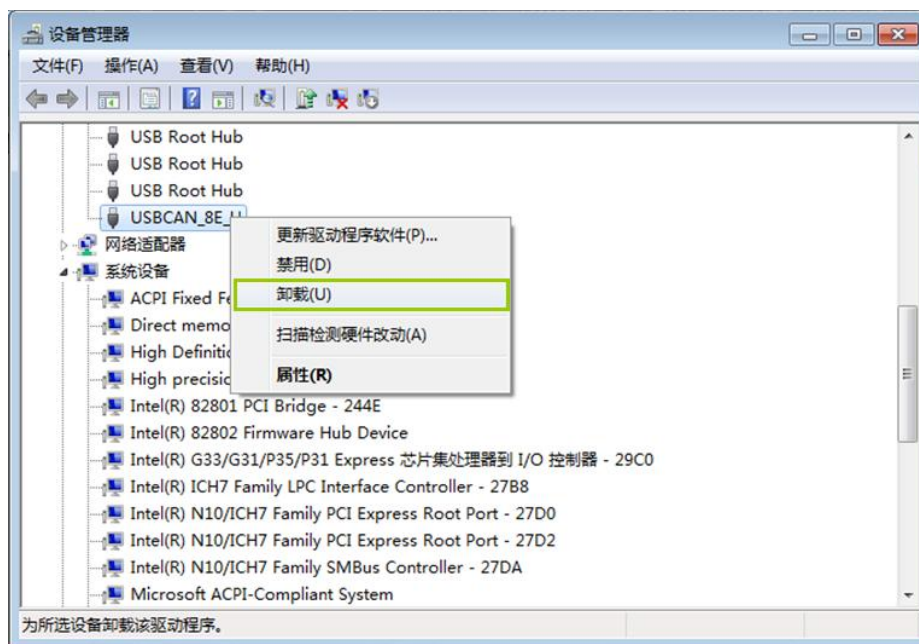 设备管理器
文件(F) 操作(A) 查看(V) 帮助(H)
USB Root Hub
USB Root Hub
USB Root Hub
USBCAN_8E_U
更新驱动程序软件(P)...
禁用(D)
卸载(U)
扫描检测硬件改动(A)
属性(R)
网络适配器
系统设备
ACPI Fixed Fe
Direct memo
High Definitio
High precisio
Intel(R) 82801 PCI Bridge - 244E
Intel(R) 82802 Firmware Hub Device
Intel(R) G33/G31/P35/P31 Express 芯片集处理器到 I/O 控制器 - 29C0
Intel(R) ICH7 Family LPC Interface Controller - 27B8
Intel(R) N10/ICH7 Family PCI Express Root Port - 27D0
Intel(R) N10/ICH7 Family PCI Express Root Port - 27D2
Intel(R) N10/ICH7 Family SMBus Controller - 27DA
Microsoft ACPI-Compliant System
为所选设备卸载该驱动程序。